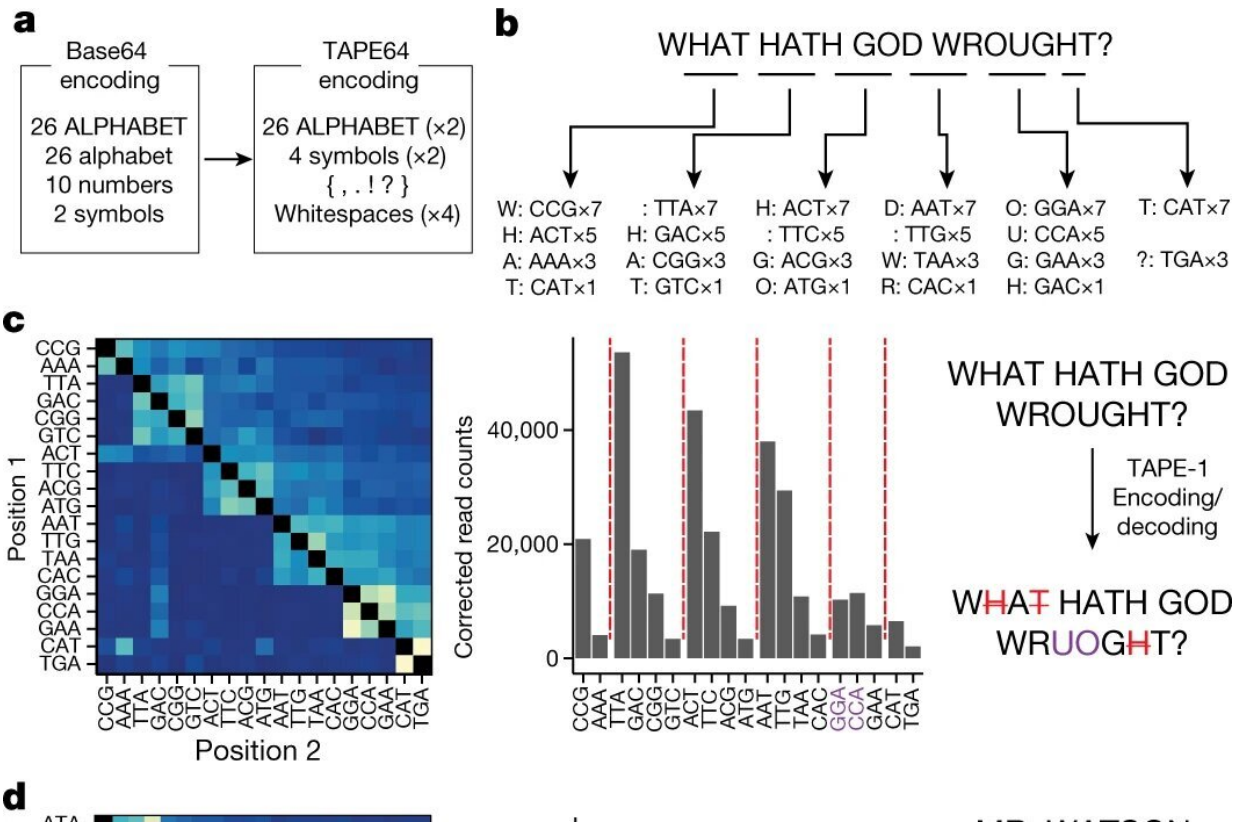 a
Base64
encoding
26 ALPHABET
26 alphabet
10 numbers
2 symbols
TAPE64
encoding
26 ALPHABET (×2)
4 symbols (×2)
{ , . ! ? }
Whitespaces (×4)
b
WHAT HATH GOD WROUGHT?
W: CCG×7 : TTA×7 H: ACT×7 D: AAT×7 O: GGA×7 T: CAT×7
H: ACT×5 H: GAC×5 : TTC×5 : TTG×5 U: CCA×5
A: AAA×3 A: CGG×3 G: ACG×3 W: TAA×3 G: GAA×3 ?: TGA×3
T: CAT×1 T: GTC×1 O: ATG×1 R: CAC×1 H: GAC×1
c
Position 1
CCG
AAA
TTA
GAC
CGG
GTC
ACT
TTC
ACG
ATG
AAT
TTG
TAA
CAC
GGA
CCA
GAA
CAT
TGA
CCG AAA TTA GAC CGG GTC ACT TTC ACG ATG AAT TTG TAA CAC GGA CCA GAA CAT TGA
Position 2
Corrected read counts
40,000
20,000
0
CCG AAA TTA GAC CGG GTC ACT TTC ACG ATG AAT TTG TAA CAC GGA CCA GAA CAT TGA
WHAT HATH GOD
WROUGHT?
TAPE-1
Encoding/
decoding
WHAT HATH GOD
WRUOGHT?
d